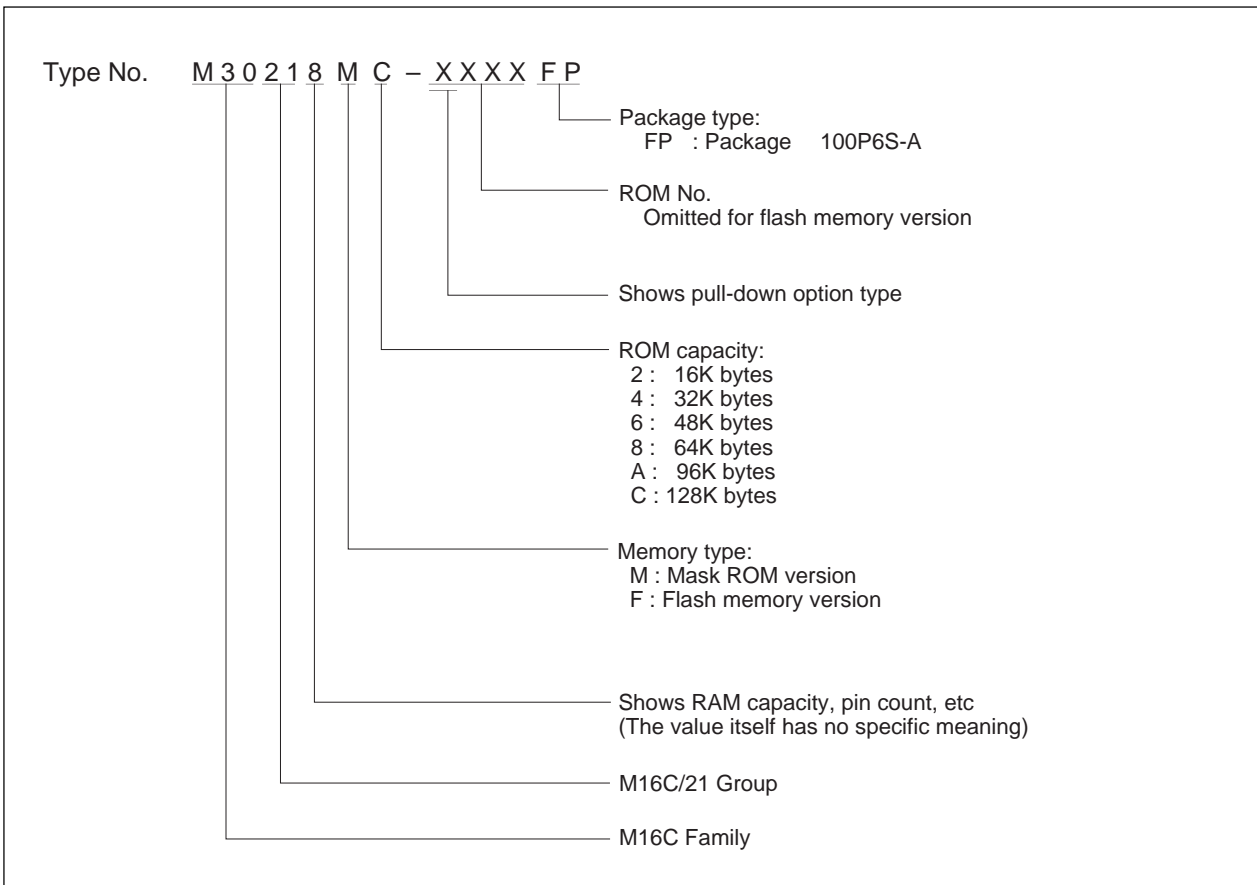 Type No. M 3 0 2 1 8 M C – X X X X F P
Package type:
FP : Package 100P6S-A
ROM No.
Omitted for flash memory version
Shows pull-down option type
ROM capacity:
2 : 16K bytes
4 : 32K bytes
6 : 48K bytes
8 : 64K bytes
A : 96K bytes
C : 128K bytes
Memory type:
M : Mask ROM version
F : Flash memory version
Shows RAM capacity, pin count, etc
(The value itself has no specific meaning)
M16C/21 Group
M16C Family